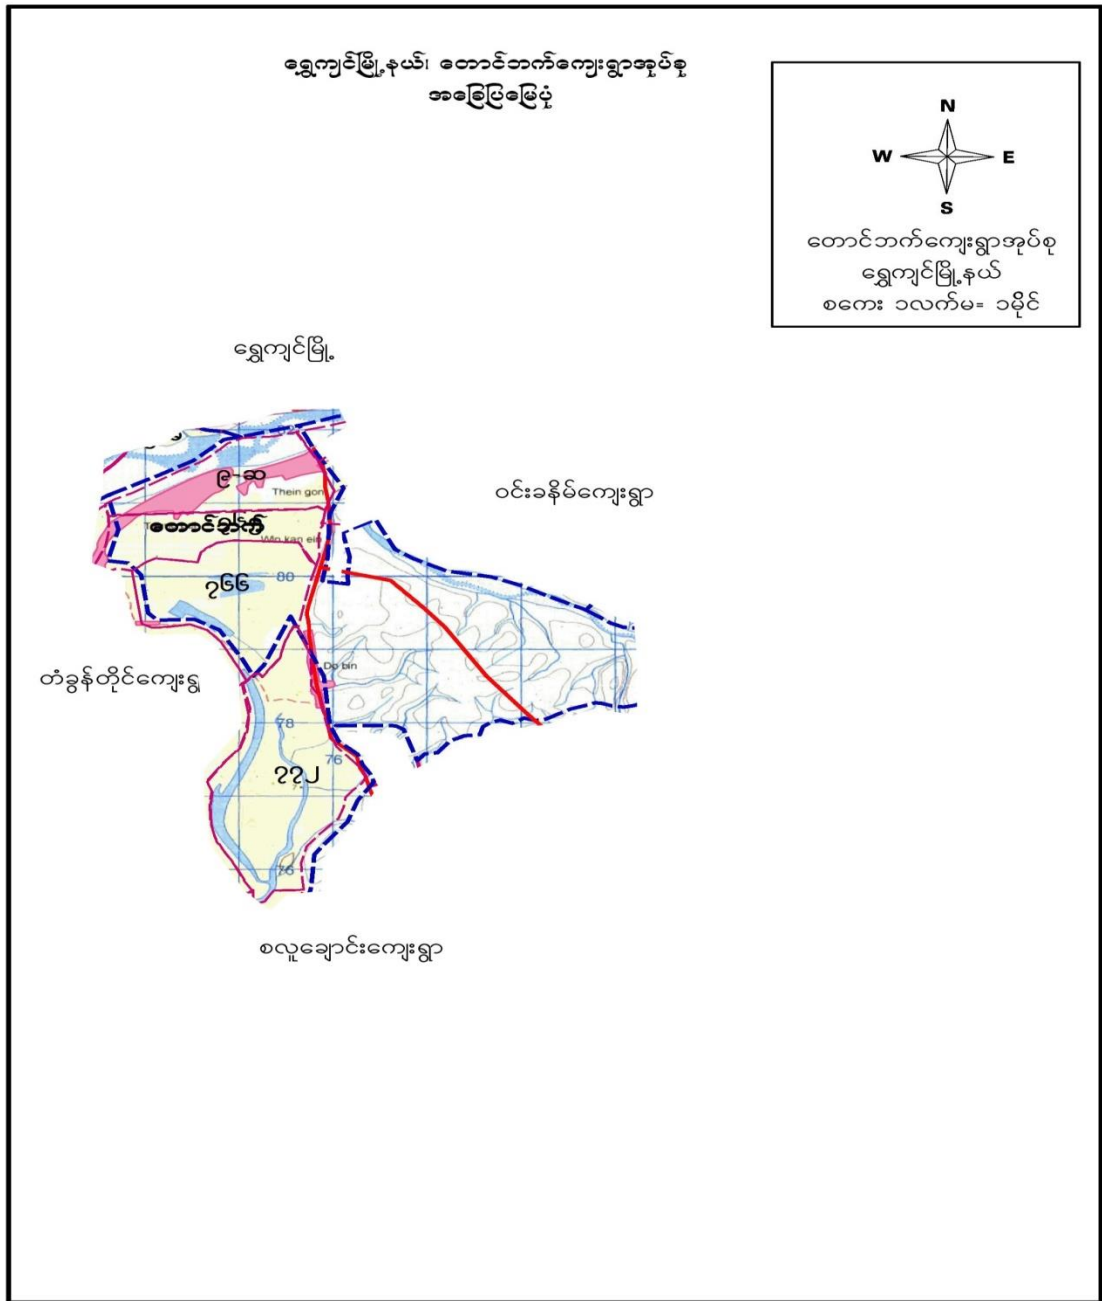 ရွှေကျင်မြို့နယ်၊ တောင်ဘက်ကျေးရွာအုပ်စု
အခြေပြမြေပုံ
N
W E
S
တောင်ဘက်ကျေးရွာအုပ်စု
ရွှေကျင်မြို့နယ်
စကေး ၁လက်မ= ၁မိုင်
ရွှေကျင်မြို့
၉-ဆ
Thein gon
ဝင်းခနိမ်ကျေးရွာ
တောင်ဘက်
Win kan ein
၇၆၆
80
Do bin
တံခွန်တိုင်ကျေးရွ
78
76
၇၇၂
76
စလူချောင်းကျေးရွာ